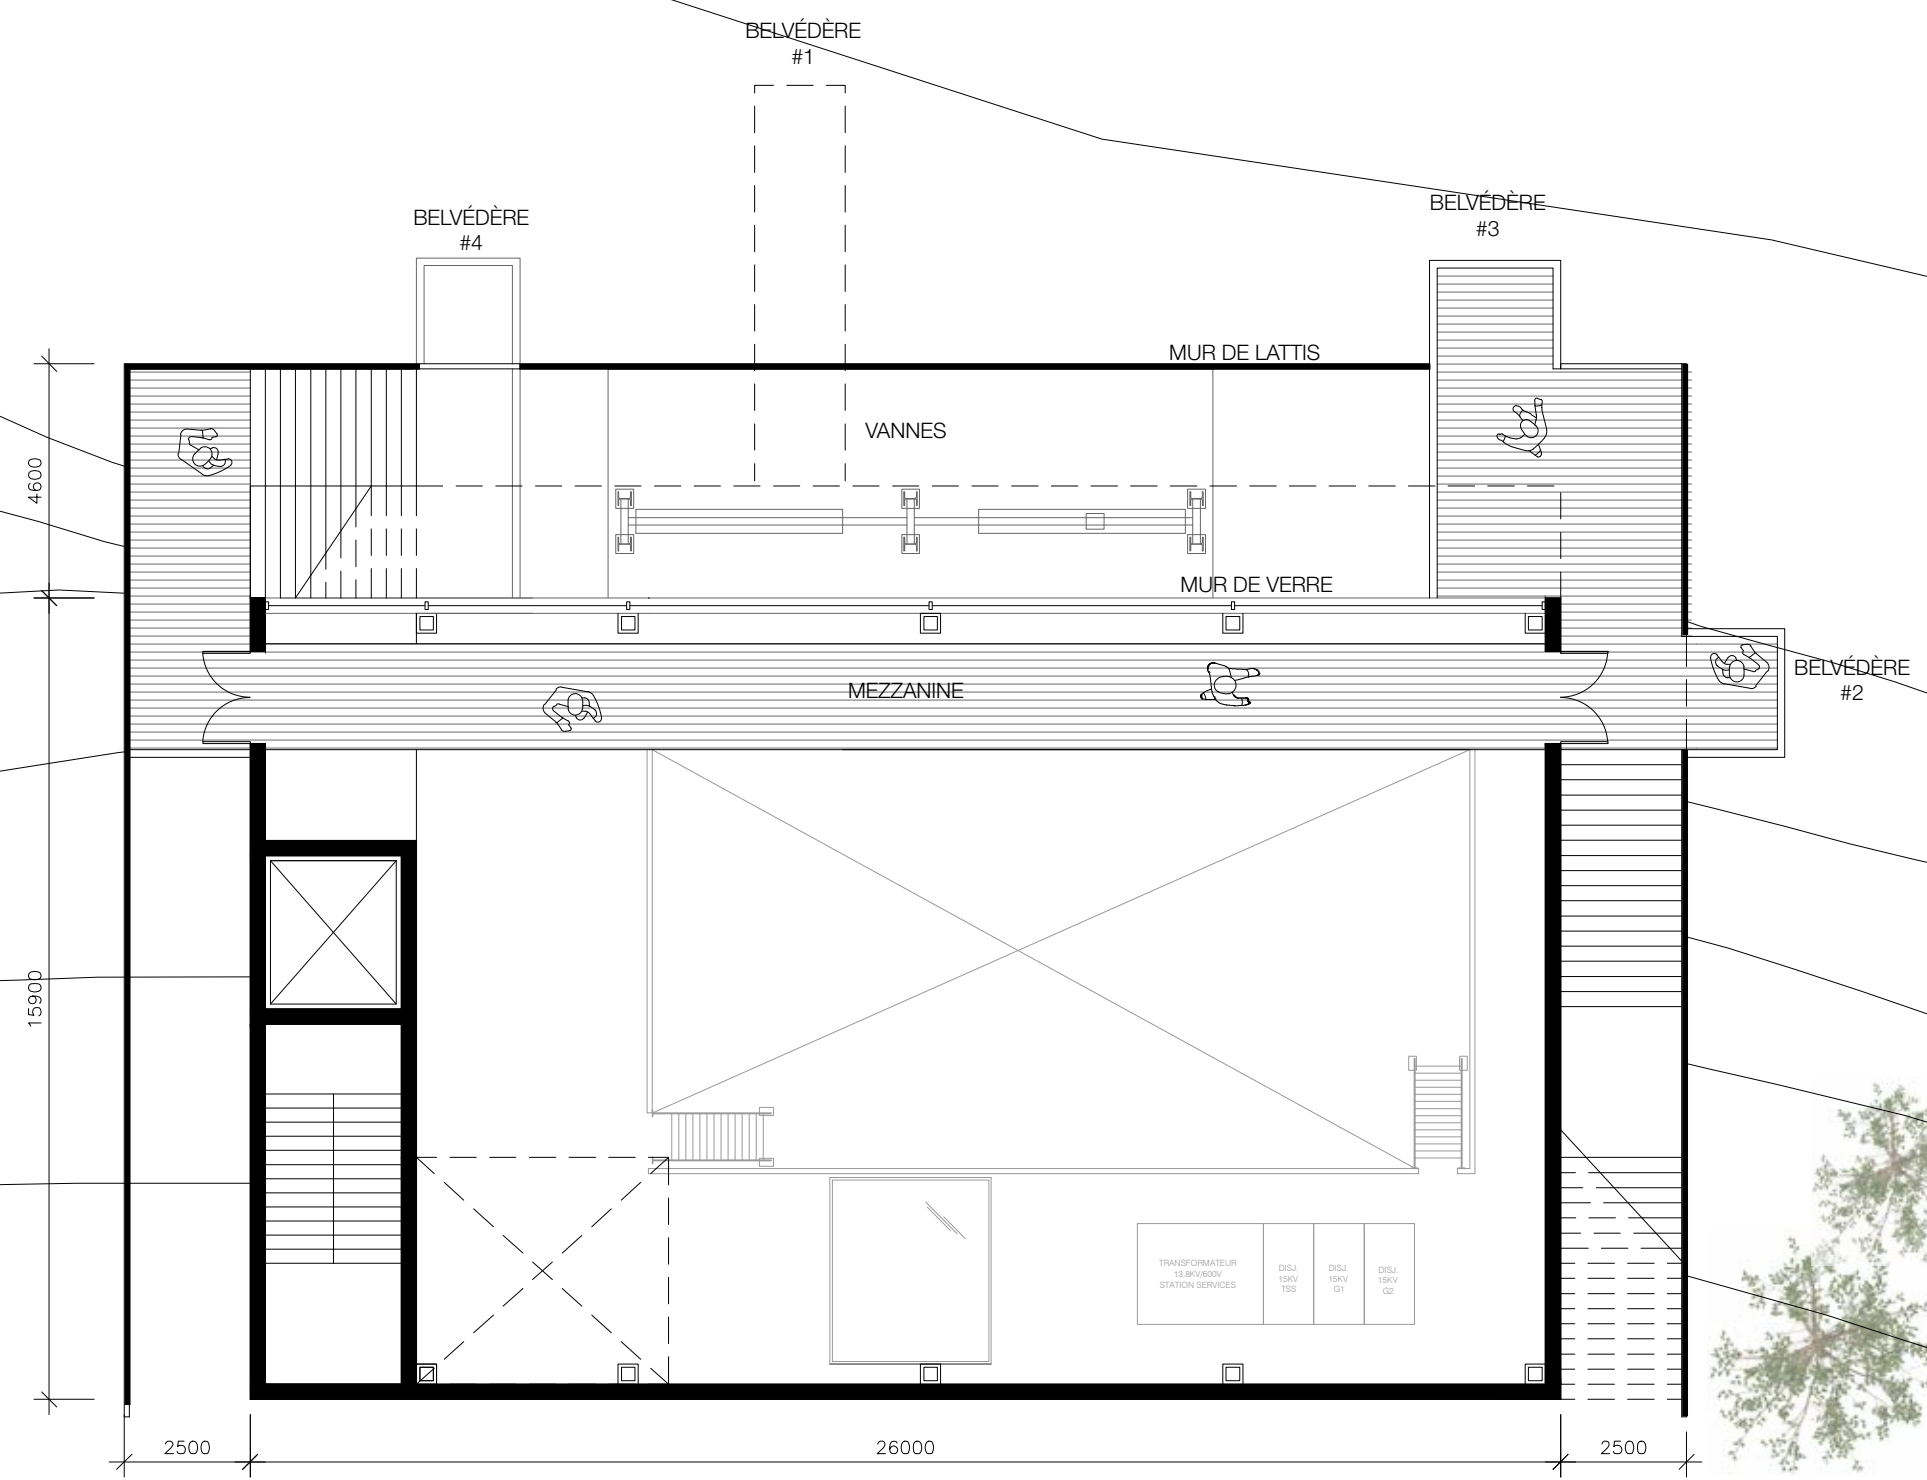 BELVÉDÈRE
#1
BELVÉDÈRE
#3
BELVÉDÈRE
#4
MUR DE LATTIS
VANNES
4600
MUR DE VERRE
MEZZANINE
BELVÉDÈRE
#2
15900
TRANSFORMATEUR
13.8KV/600V
STATION SERVICES
DISJ.
15KV
TSS
DISJ.
15KV
G1
DISJ.
15KV
G2
2500
26000
2500